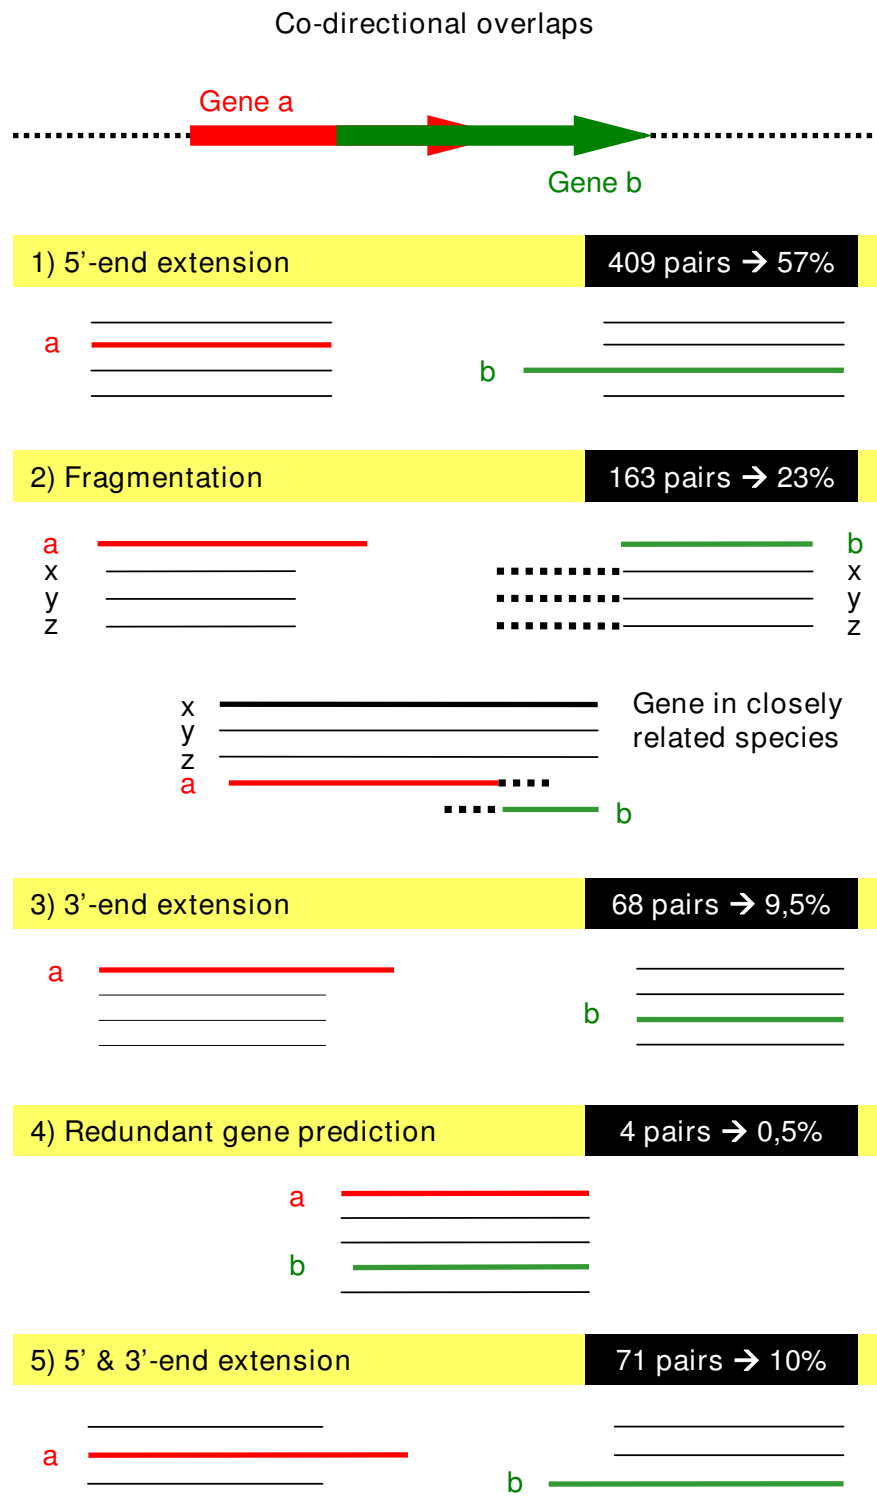 Co-directional overlaps
Gene a
Gene b
1) 5’-end extension
409 pairs → 57%
a
b
2) Fragmentation
163 pairs → 23%
a
b
x
x
y
y
z
z
x
Gene in closely
y
related species
z
a
b
3) 3’-end extension
68 pairs → 9,5%
a
b
4) Redundant gene prediction
4 pairs → 0,5%
a
b
5) 5’ & 3’-end extension
71 pairs → 10%
a
b